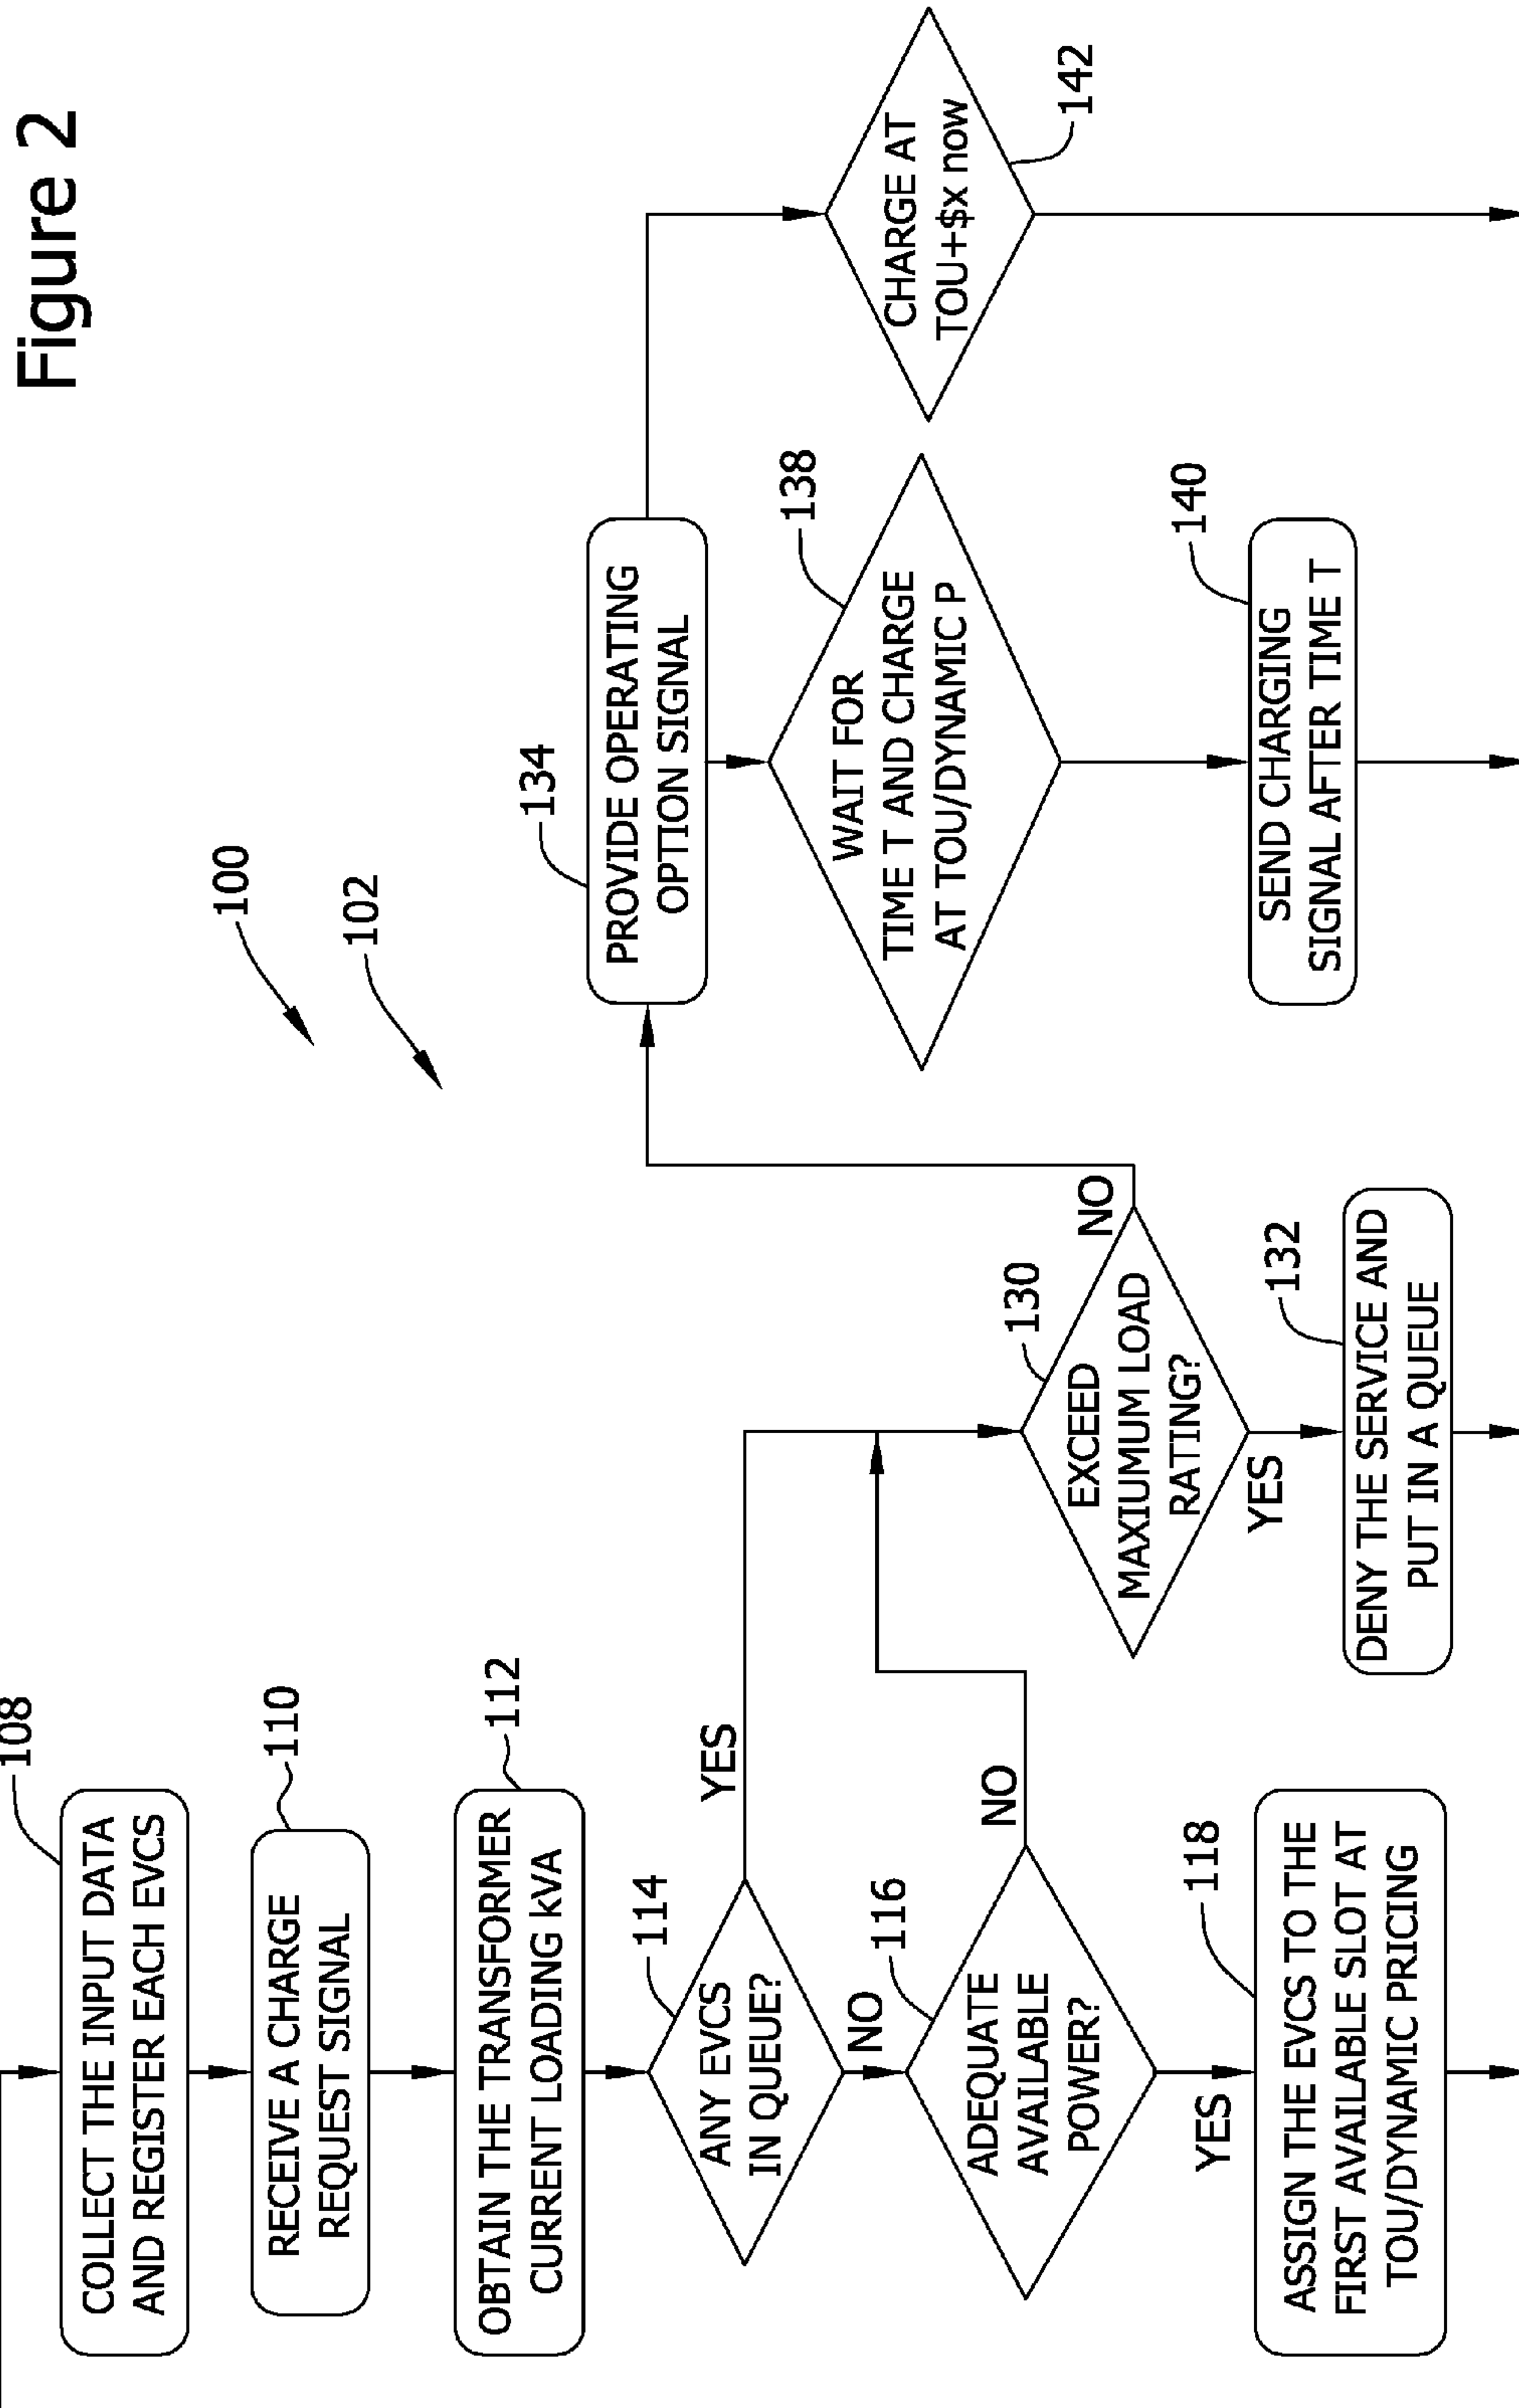 Figure 2
100
102
108
COLLECT THE INPUT DATA
AND REGISTER EACH EVCS
110
RECEIVE A CHARGE
REQUEST SIGNAL
112
OBTAIN THE TRANSFORMER
CURRENT LOADING kVA
114
ANY EVCS
IN QUEUE?
YES
NO
116
ADEQUATE
AVAILABLE
POWER?
NO
YES
118
ASSIGN THE EVCS TO THE
FIRST AVAILABLE SLOT AT
TOU/DYNAMIC PRICING
130
EXCEED
MAXIUMUM LOAD
RATING?
NO
YES
132
DENY THE SERVICE AND
PUT IN A QUEUE
134
PROVIDE OPERATING
OPTION SIGNAL
138
WAIT FOR
TIME T AND CHARGE
AT TOU/DYNAMIC P
140
SEND CHARGING
SIGNAL AFTER TIME T
CHARGE AT
TOU+$x now
142